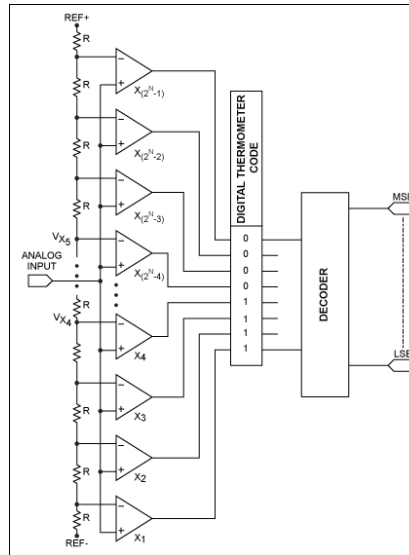 REF+
R
R
X(2^N-1)
R
X(2^N-2)
R
X(2^N-3)
VX5
ANALOG
INPUT
X(2^N-4)
R
VX4
X4
R
X3
R
X2
R
REF-
X1
DIGITAL THERMOMETER
CODE
0
0
0
0
1
1
1
1
DECODER
MSB
LSB